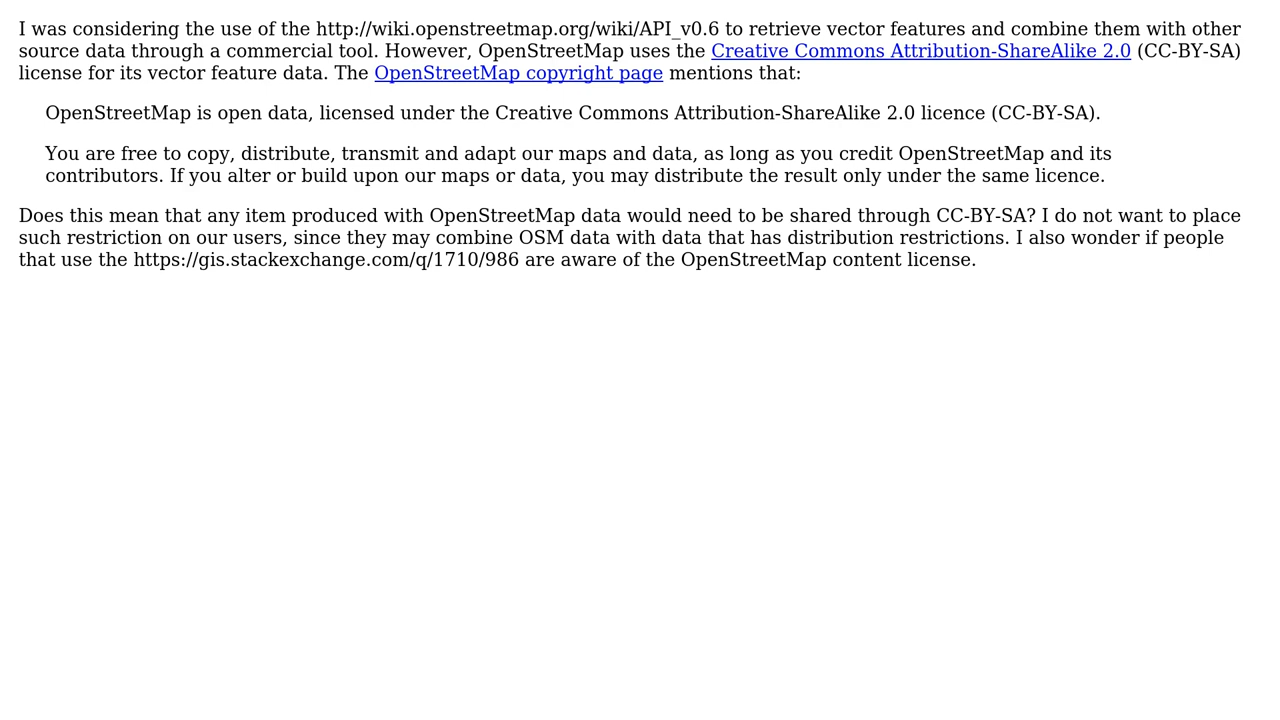 I was considering the use of the http://wiki.openstreetmap.org/wiki/API_v0.6 to retrieve vector features and combine them with other
source data through a commercial tool. However, OpenStreetMap uses the Creative Commons Attribution-ShareAlike 2.0 (CC-BY-SA)
license for its vector feature data. The OpenStreetMap copyright page mentions that:
OpenStreetMap is open data, licensed under the Creative Commons Attribution-ShareAlike 2.0 licence (CC-BY-SA).
You are free to copy, distribute, transmit and adapt our maps and data, as long as you credit OpenStreetMap and its
contributors. If you alter or build upon our maps or data, you may distribute the result only under the same licence.
Does this mean that any item produced with OpenStreetMap data would need to be shared through CC-BY-SA? I do not want to place
such restriction on our users, since they may combine OSM data with data that has distribution restrictions. I also wonder if people
that use the https://gis.stackexchange.com/q/1710/986 are aware of the OpenStreetMap content license.